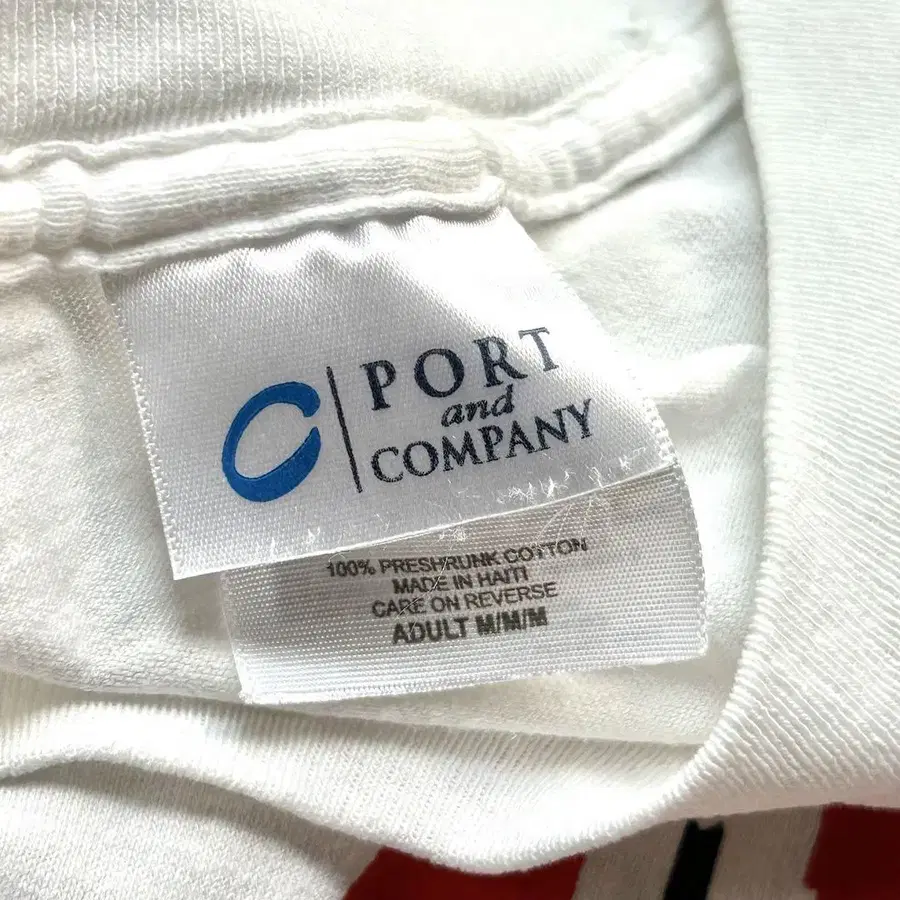 PORT
and
COMPANY
100% PRESHRUNK COTTON
MADE IN HAITI
CARE ON REVERSE
ADULT M/M/M